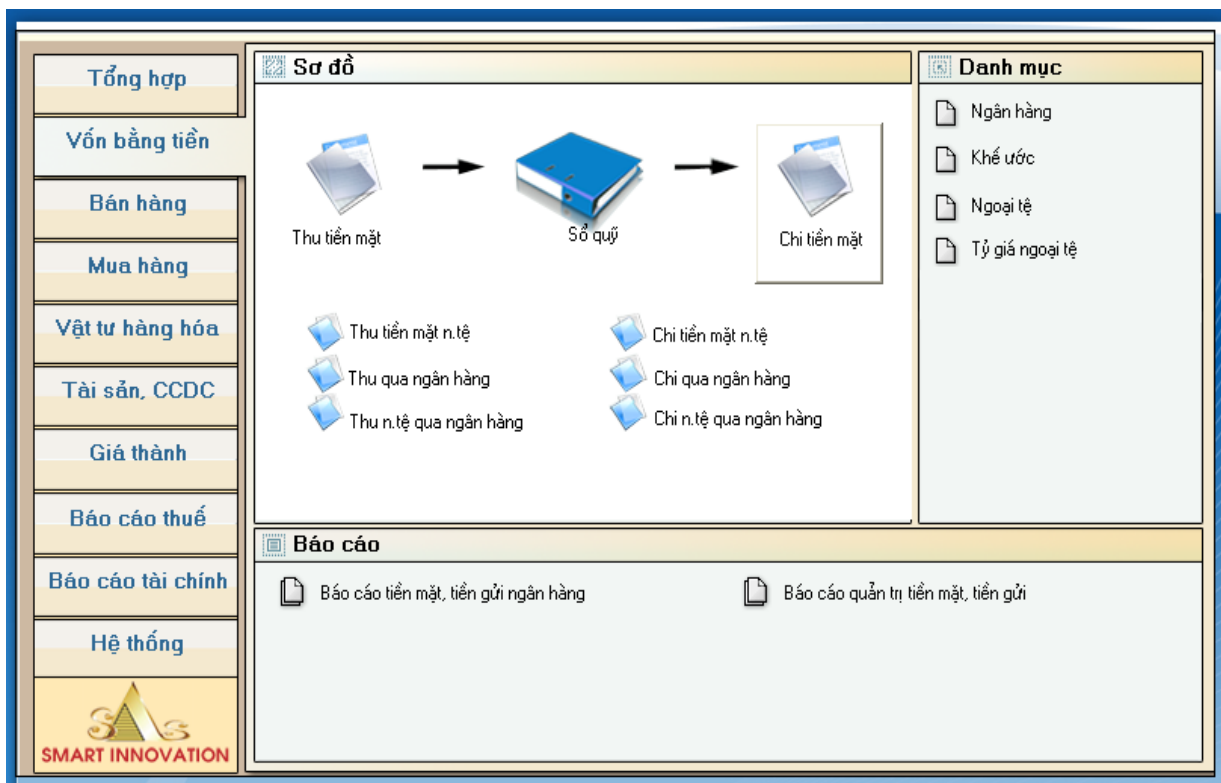 Tổng hợp
Vốn bằng tiền
Bán hàng
Mua hàng
Vật tư hàng hóa
Tài sản, CCDC
Giá thành
Báo cáo thuế
Báo cáo tài chính
Hệ thống
SIS
SMART INNOVATION
Sơ đồ
Thu tiền mặt
Sổ quỹ
Chi tiền mặt
Thu tiền mặt n.tệ
Chi tiền mặt n.tệ
Thu qua ngân hàng
Chi qua ngân hàng
Thu n.tệ qua ngân hàng
Chi n.tệ qua ngân hàng
Danh mục
Ngân hàng
Khế ước
Ngoại tệ
Tỷ giá ngoại tệ
Báo cáo
Báo cáo tiền mặt, tiền gửi ngân hàng
Báo cáo quản trị tiền mặt, tiền gửi